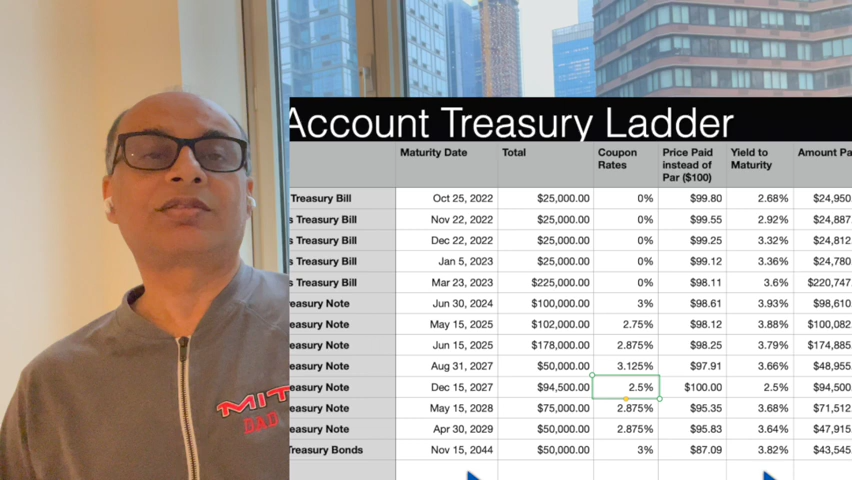 Account Treasury Ladder
Maturity Date Total Coupon Rates Price Paid instead of Par ($100) Yield to Maturity Amount Pa
Treasury Bill Oct 25, 2022 $25,000.00 0% $99.80 2.68% $24,950
s Treasury Bill Nov 22, 2022 $25,000.00 0% $99.55 2.92% $24,887
s Treasury Bill Dec 22, 2022 $25,000.00 0% $99.25 3.32% $24,812
s Treasury Bill Jan 5, 2023 $25,000.00 0% $99.12 3.36% $24,780
s Treasury Bill Mar 23, 2023 $225,000.00 0% $98.11 3.6% $220,747
easury Note Jun 30, 2024 $100,000.00 3% $98.61 3.93% $98,610
easury Note May 15, 2025 $102,000.00 2.75% $98.12 3.88% $100,082
easury Note Jun 15, 2025 $178,000.00 2.875% $98.25 3.79% $174,885
easury Note Aug 31, 2027 $50,000.00 3.125% $97.91 3.66% $48,955
easury Note Dec 15, 2027 $94,500.00 2.5% $100.00 2.5% $94,500
easury Note May 15, 2028 $75,000.00 2.875% $95.35 3.68% $71,512
easury Note Apr 30, 2029 $50,000.00 2.875% $95.83 3.64% $47,915
Treasury Bonds Nov 15, 2044 $50,000.00 3% $87.09 3.82% $43,545
MIT
DAD